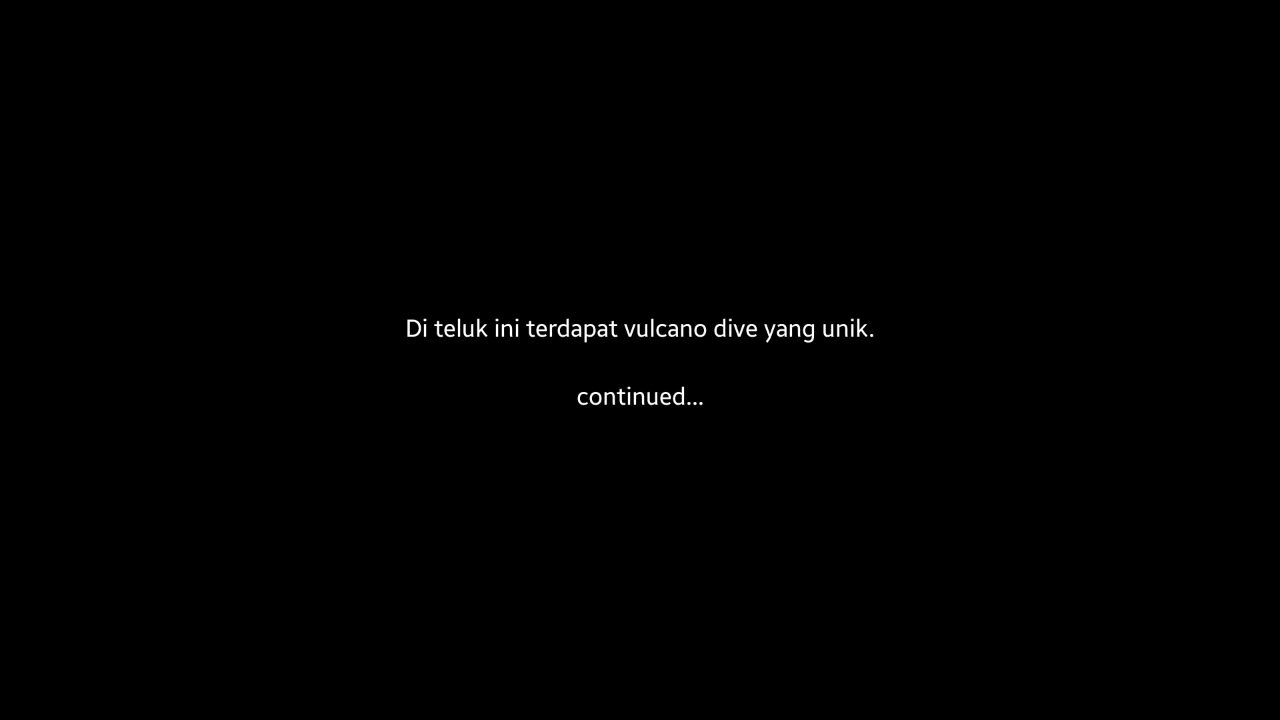 Di teluk ini terdapat vulcano dive yang unik.
continued...